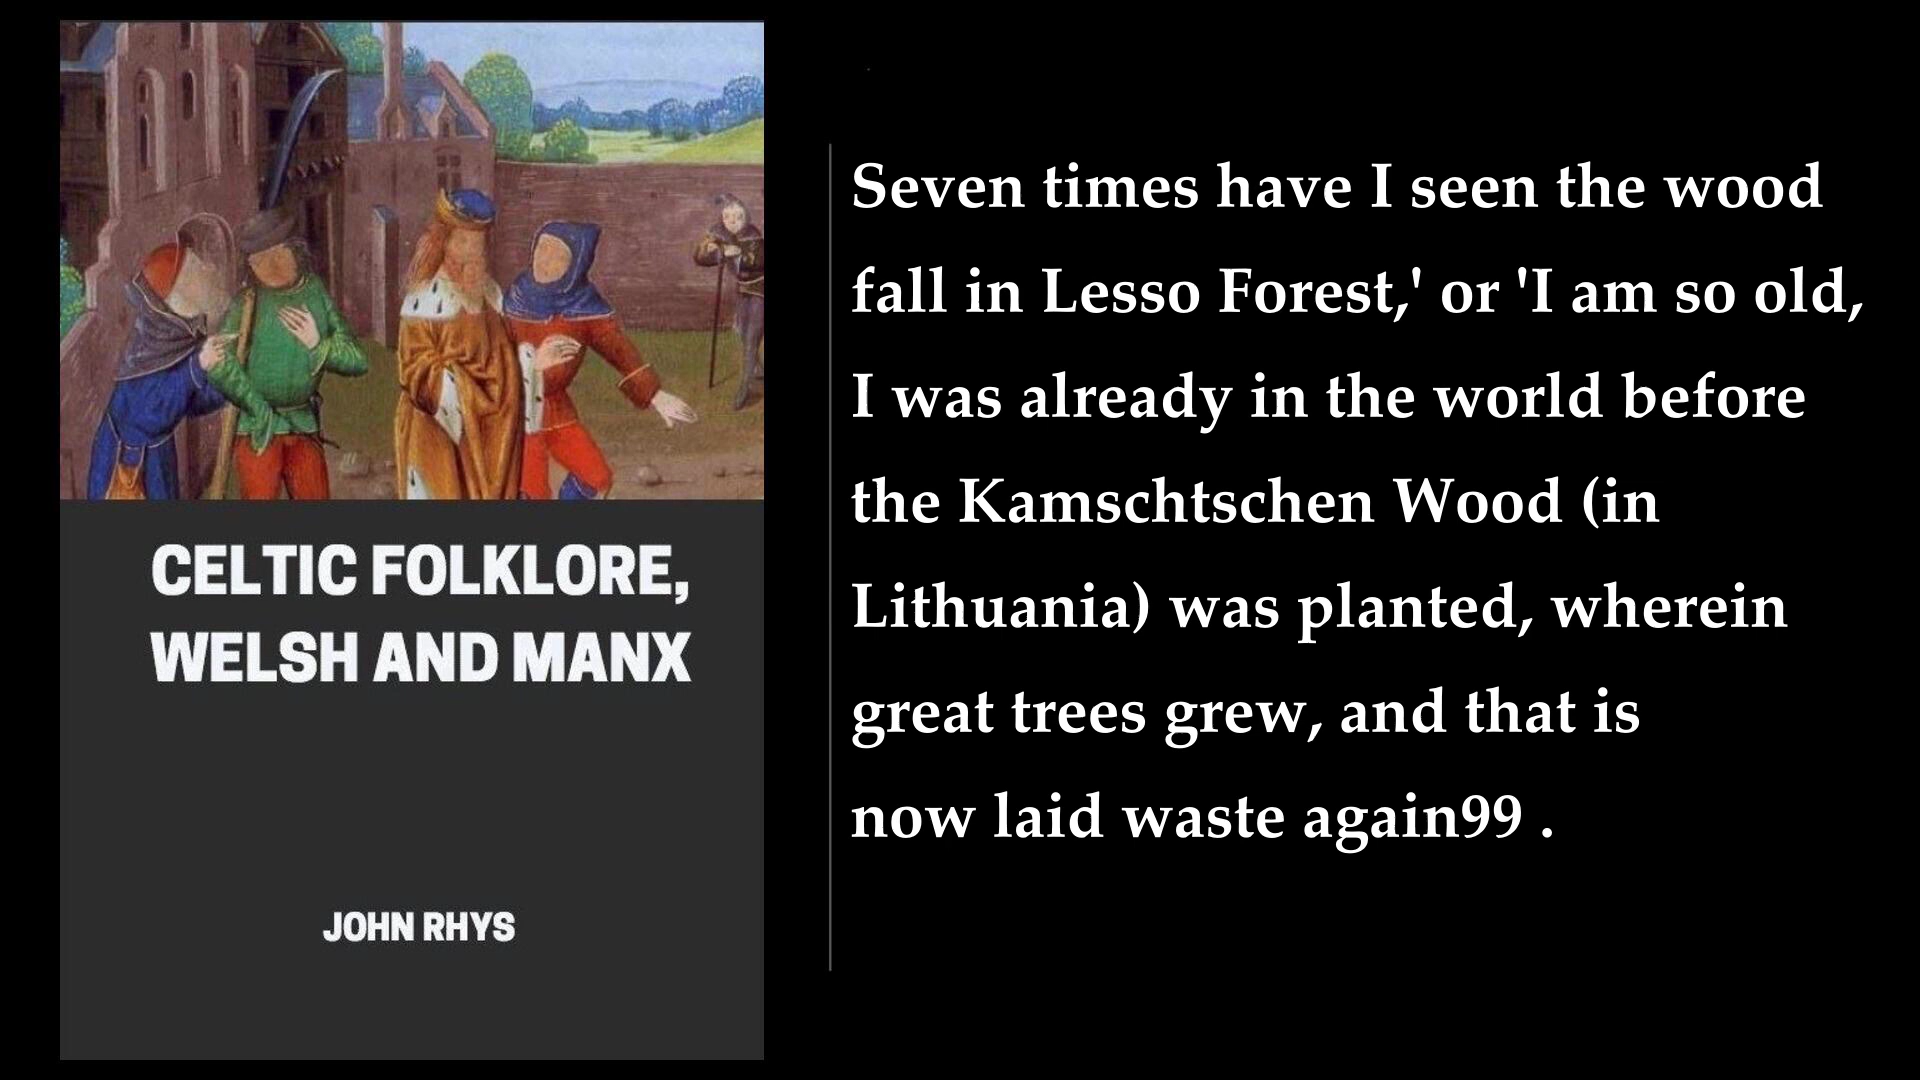 CELTIC FOLKLORE,
WELSH AND MANX
JOHN RHYS
Seven times have I seen the wood
fall in Lesso Forest,' or 'I am so old,
I was already in the world before
the Kamschtschen Wood (in
Lithuania) was planted, wherein
great trees grew, and that is
now laid waste again99 .